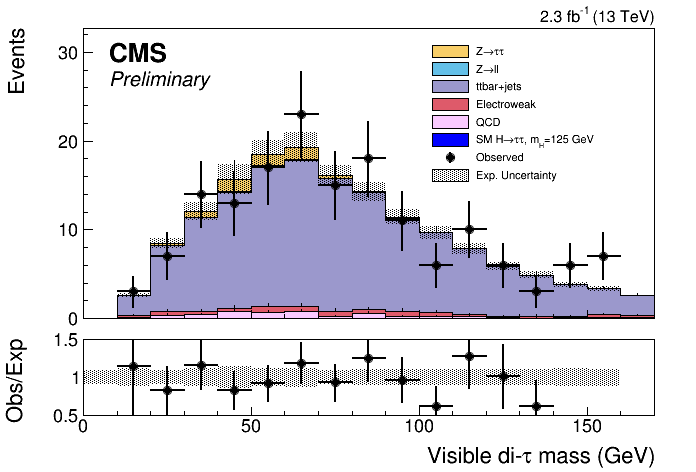 2.3 fb⁻¹ (13 TeV)
Events
CMS
Preliminary
Z→ττ
Z→ll
ttbar+jets
Electroweak
QCD
SM H→ττ, m_H=125 GeV
Observed
Exp. Uncertainty
30
20
10
0
Obs/Exp
1.5
1
0.5
0 50 100 150
Visible di-τ mass (GeV)